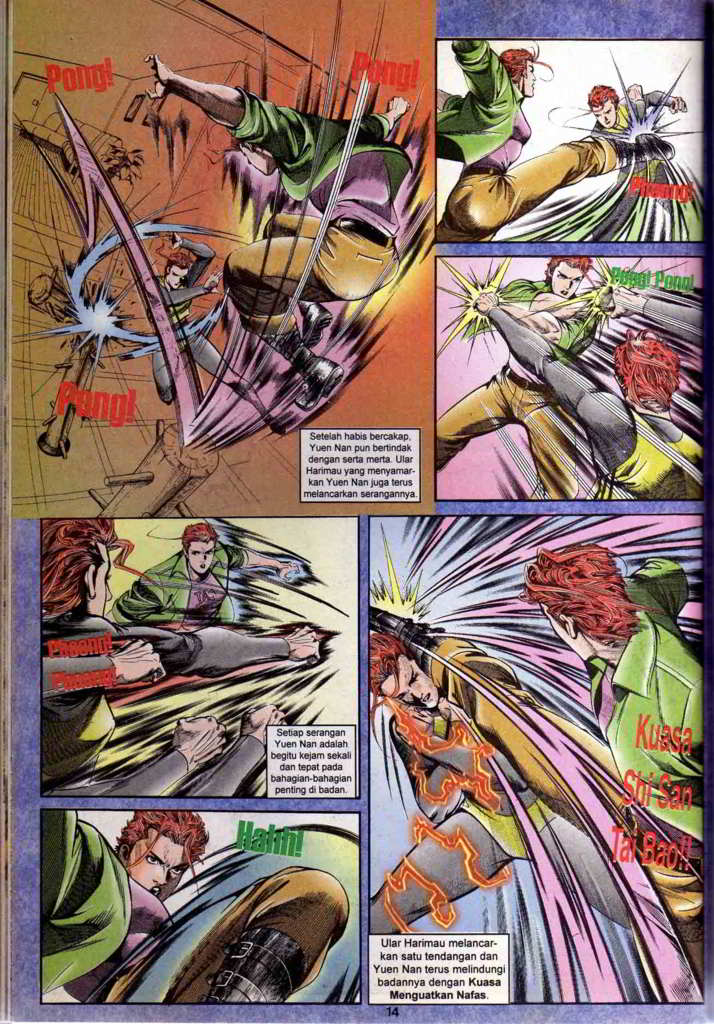 Pong!
Pong!
Pong!
Setelah habis bercakap,
Yuen Nan pun bertindak
dengan serta merta. Ular
Harimau yang menyamar-
kan Yuen Nan juga terus
melancarkan serangannya.
Pong! Pong!
Phoong!
Phoong!
Setiap serangan
Yuen Nan adalah
begitu kejam sekali
dan tepat pada
bahagian-bahagian
penting di badan.
Hahh!
Kuasa
Shi San
Tai Bao!!
Ular Harimau melancar-
kan satu tendangan dan
Yuen Nan terus melindungi
badannya dengan Kuasa
Menguatkan Nafas.
14